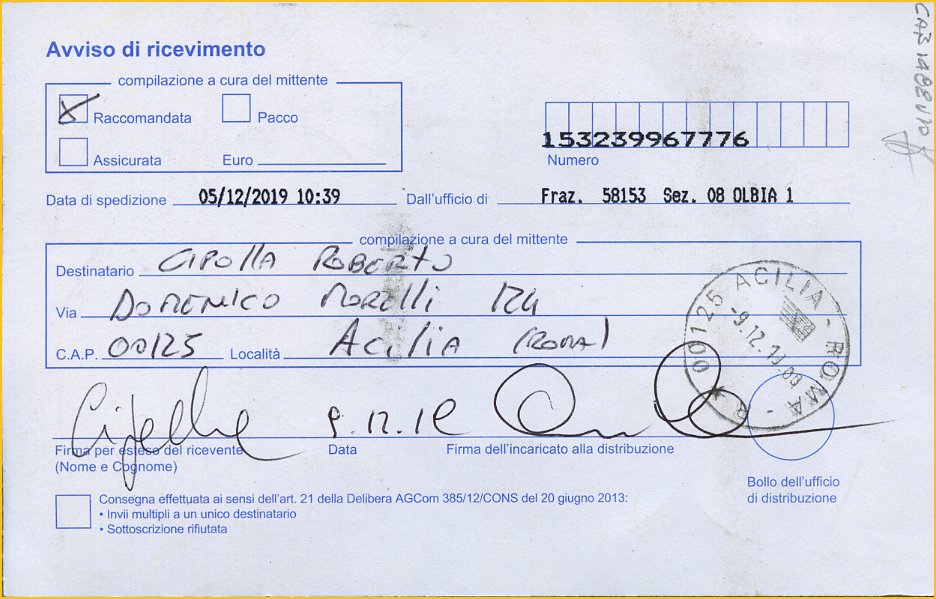 Avviso di ricevimento
compilazione a cura del mittente
Raccomandata Pacco
Assicurata Euro
153239967776
Numero
Data di spedizione 05/12/2019 10:39 Dall'ufficio di Fraz. 58153 Sez. 08 OLBIA 1
compilazione a cura del mittente
Destinatario CIPOLLA ROBERTO
Via DOMENICO MORELLI 124
C.A.P. 00125 Località ACILIA (ROMA)
00125 ACILIA - ROMA - R
-9.12.19.00
Firma per esteso del ricevente Data Firma dell'incaricato alla distribuzione
(Nome e Cognome)
Bollo dell'ufficio
di distribuzione
Consegna effettuata ai sensi dell'art. 21 della Delibera AGCom 385/12/CONS del 20 giugno 2013:
• Invii multipli a un unico destinatario
• Sottoscrizione rifiutata